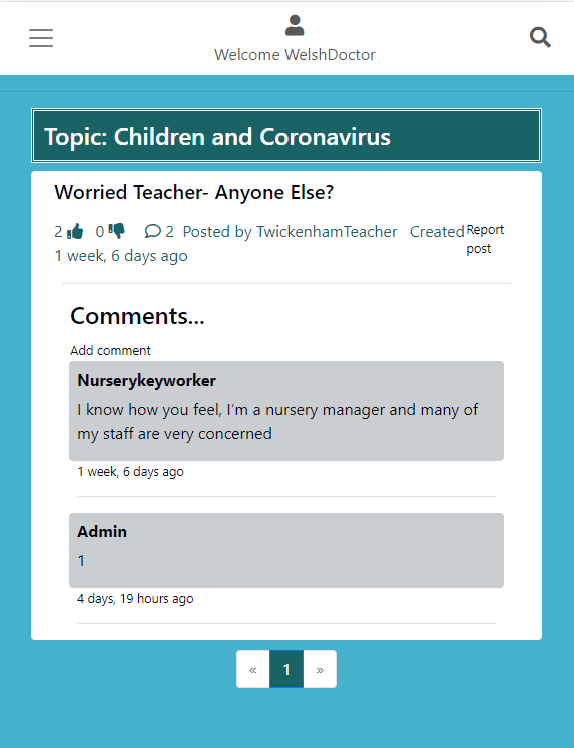 Welcome WelshDoctor
Topic: Children and Coronavirus
Worried Teacher- Anyone Else?
2 0 2 Posted by TwickenhamTeacher Created
1 week, 6 days ago
Report
post
Comments...
Add comment
Nurserykeyworker
I know how you feel, I'm a nursery manager and many of
my staff are very concerned
1 week, 6 days ago
Admin
1
4 days, 19 hours ago
« 1 »